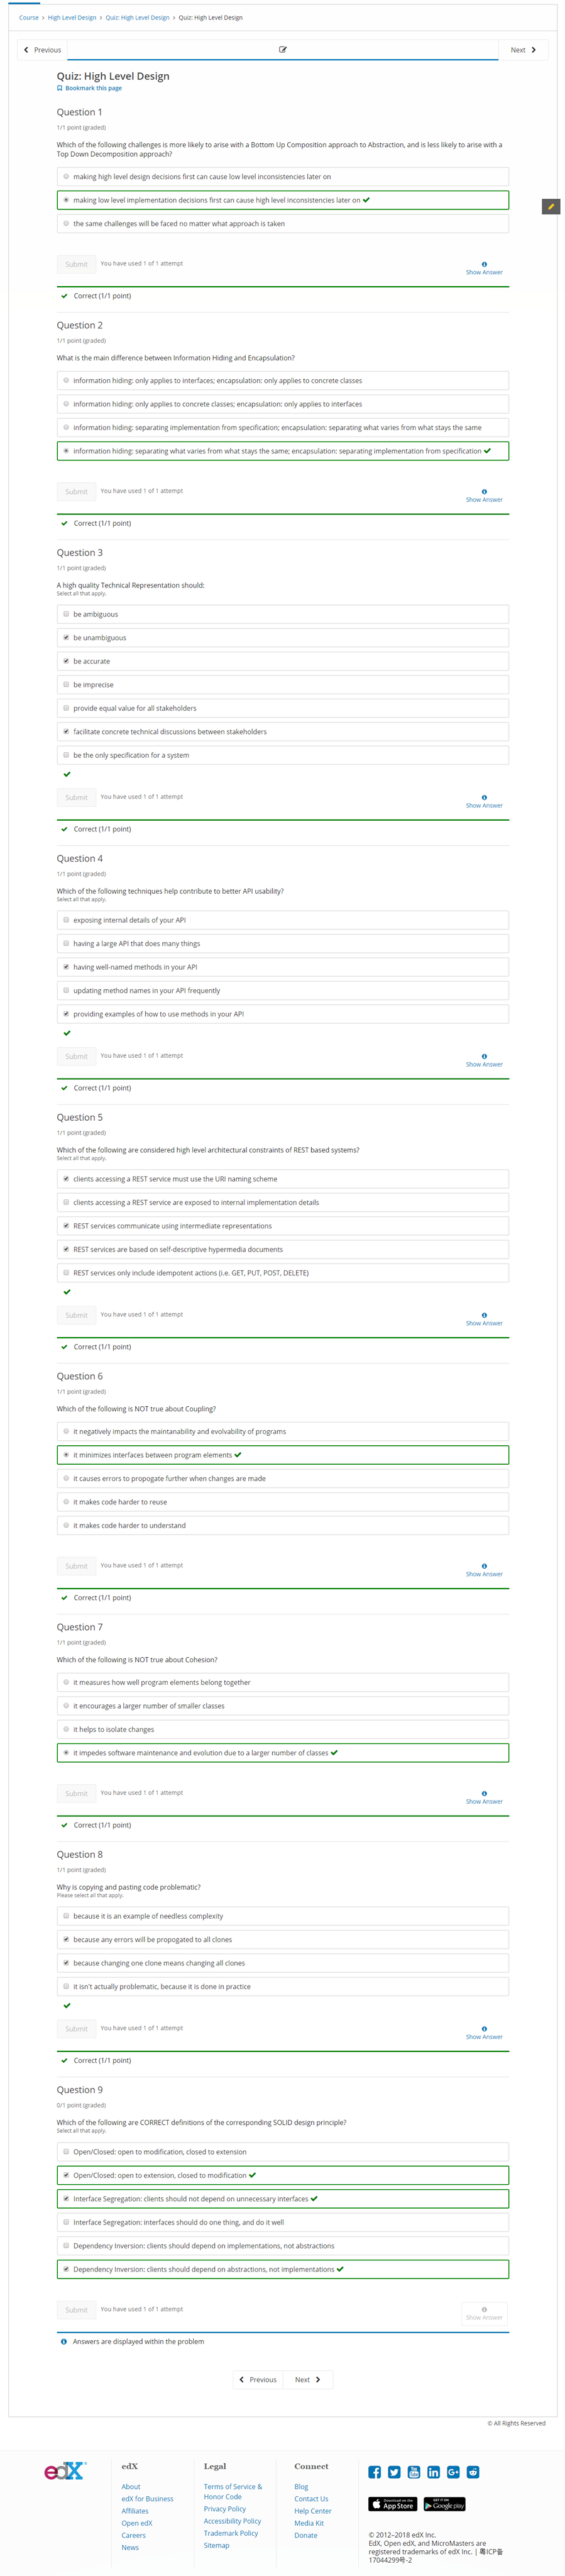 Course > High Level Design > Quiz: High Level Design > Quiz: High Level Design
Previous
Next
Quiz: High Level Design
Bookmark this page
Question 1
1/1 point (graded)
Which of the following challenges is more likely to arise with a Bottom Up Composition approach to Abstraction, and is less likely to arise with a
Top Down Decomposition approach?
making high level design decisions first can cause low level inconsistencies later on
making low level implementation decisions first can cause high level inconsistencies later on ✔
the same challenges will be faced no matter what approach is taken
Submit
You have used 1 of 1 attempt
Show Answer
✔ Correct (1/1 point)
Question 2
1/1 point (graded)
What is the main difference between Information Hiding and Encapsulation?
information hiding: only applies to interfaces; encapsulation: only applies to concrete classes
information hiding: only applies to concrete classes; encapsulation: only applies to interfaces
information hiding: separating implementation from specification; encapsulation: separating what varies from what stays the same
information hiding: separating what varies from what stays the same; encapsulation: separating implementation from specification ✔
Submit
You have used 1 of 1 attempt
Show Answer
✔ Correct (1/1 point)
Question 3
1/1 point (graded)
A high quality Technical Representation should:
Select all that apply.
be ambiguous
be unambiguous
be accurate
be imprecise
provide equal value for all stakeholders
facilitate concrete technical discussions between stakeholders
be the only specification for a system
✔
Submit
You have used 1 of 1 attempt
Show Answer
✔ Correct (1/1 point)
Question 4
1/1 point (graded)
Which of the following techniques help contribute to better API usability?
Select all that apply.
exposing internal details of your API
having a large API that does many things
having well-named methods in your API
updating method names in your API frequently
providing examples of how to use methods in your API
✔
Submit
You have used 1 of 1 attempt
Show Answer
✔ Correct (1/1 point)
Question 5
1/1 point (graded)
Which of the following are considered high level architectural constraints of REST based systems?
Select all that apply.
clients accessing a REST service must use the URI naming scheme
clients accessing a REST service are exposed to internal implementation details
REST services communicate using intermediate representations
REST services are based on self-descriptive hypermedia documents
REST services only include idempotent actions (i.e. GET, PUT, POST, DELETE)
✔
Submit
You have used 1 of 1 attempt
Show Answer
✔ Correct (1/1 point)
Question 6
1/1 point (graded)
Which of the following is NOT true about Coupling?
it negatively impacts the maintanability and evolvability of programs
it minimizes interfaces between program elements ✔
it causes errors to propogate further when changes are made
it makes code harder to reuse
it makes code harder to understand
Submit
You have used 1 of 1 attempt
Show Answer
✔ Correct (1/1 point)
Question 7
1/1 point (graded)
Which of the following is NOT true about Cohesion?
it measures how well program elements belong together
it encourages a larger number of smaller classes
it helps to isolate changes
it impedes software maintenance and evolution due to a larger number of classes ✔
Submit
You have used 1 of 1 attempt
Show Answer
✔ Correct (1/1 point)
Question 8
1/1 point (graded)
Why is copying and pasting code problematic?
Please select all that apply.
because it is an example of needless complexity
because any errors will be propogated to all clones
because changing one clone means changing all clones
it isn't actually problematic, because it is done in practice
✔
Submit
You have used 1 of 1 attempt
Show Answer
✔ Correct (1/1 point)
Question 9
0/1 point (graded)
Which of the following are CORRECT definitions of the corresponding SOLID design principle?
Select all that apply.
Open/Closed: open to modification, closed to extension
Open/Closed: open to extension, closed to modification ✔
Interface Segregation: clients should not depend on unnecessary interfaces ✔
Interface Segregation: interfaces should do one thing, and do it well
Dependency Inversion: clients should depend on implementations, not abstractions
Dependency Inversion: clients should depend on abstractions, not implementations ✔
Submit
You have used 1 of 1 attempt
Show Answer
Answers are displayed within the problem
Previous
Next
© All Rights Reserved
edX
edX
About
edX for Business
Affiliates
Open edX
Careers
News
Legal
Terms of Service &
Honor Code
Privacy Policy
Accessibility Policy
Trademark Policy
Sitemap
Connect
Blog
Contact Us
Help Center
Media Kit
Donate
Download on the
App Store
GET IT ON
Google play
© 2012–2018 edX Inc.
EdX, Open edX, and MicroMasters are
registered trademarks of edX Inc. | 粤ICP备
17044299号-2